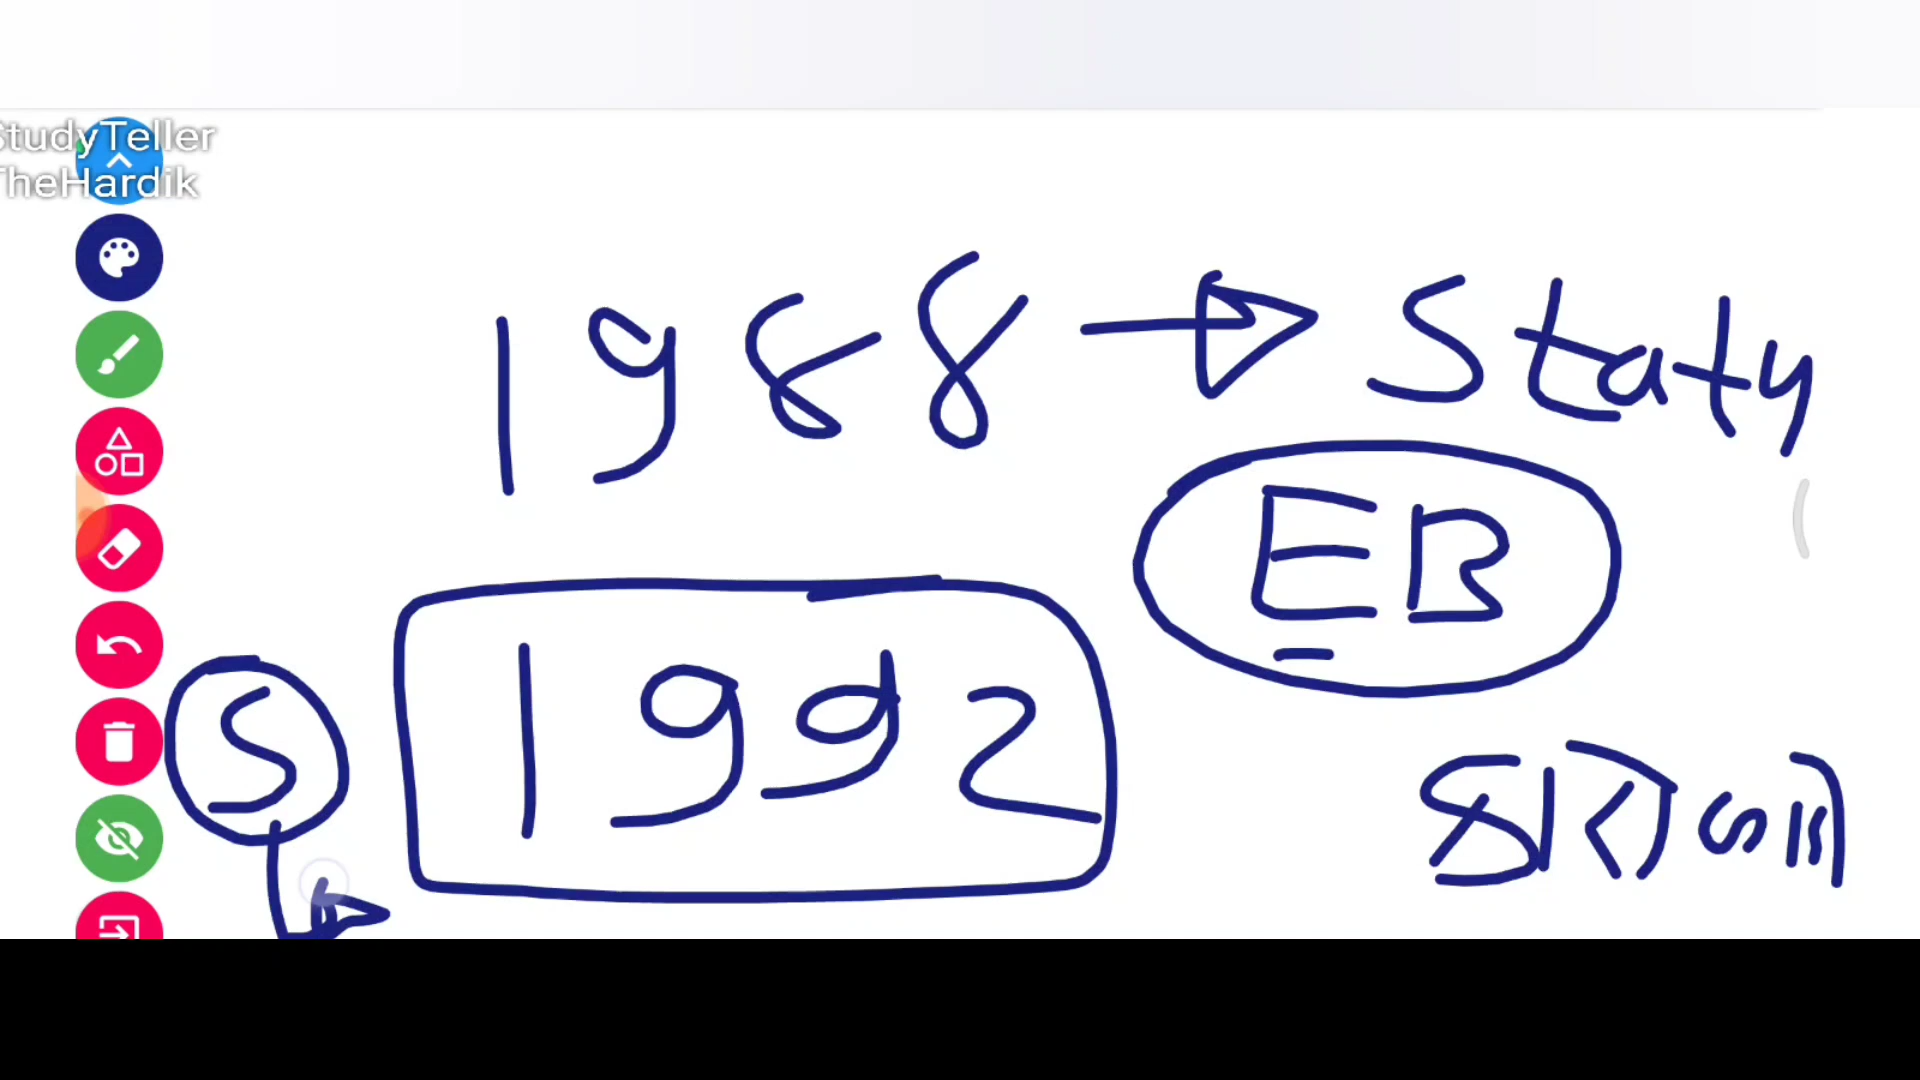 StudyTeller
TheHardik
1988 → Staty
EB
S 1992